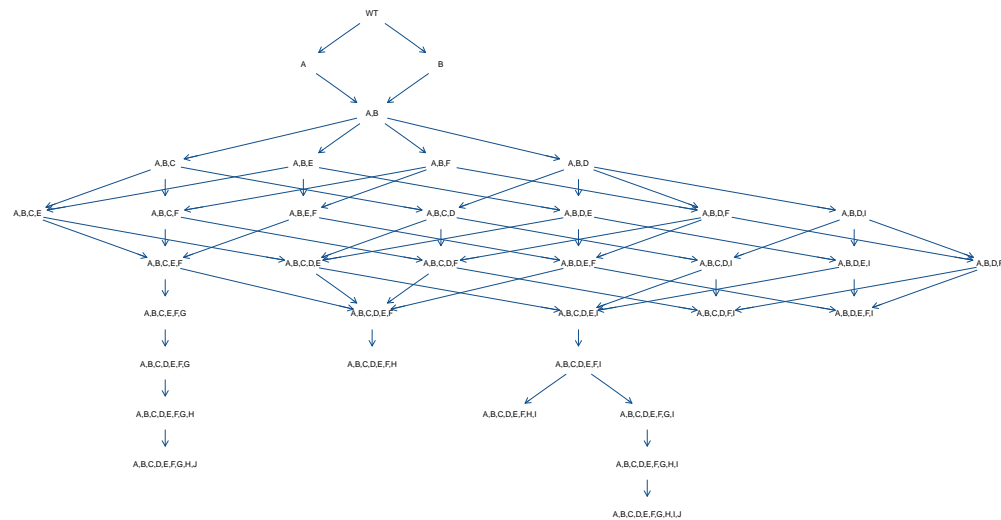 WT
A B
A,B
A,B,C A,B,E A,B,F A,B,D
A,B,C,E A,B,C,F A,B,E,F A,B,C,D A,B,D,E A,B,D,F A,B,D,I
A,B,C,E,F A,B,C,D,E A,B,C,D,F A,B,D,E,F A,B,C,D,I A,B,D,E,I A,B,D,F
A,B,C,E,F,G A,B,C,D,E,F A,B,C,D,E,I A,B,C,D,F,I A,B,D,E,F,I
A,B,C,D,E,F,G A,B,C,D,E,F,H A,B,C,D,E,F,I
A,B,C,D,E,F,G,H A,B,C,D,E,F,H,I A,B,C,D,E,F,G,I
A,B,C,D,E,F,G,H,J A,B,C,D,E,F,G,H,I
A,B,C,D,E,F,G,H,I,J